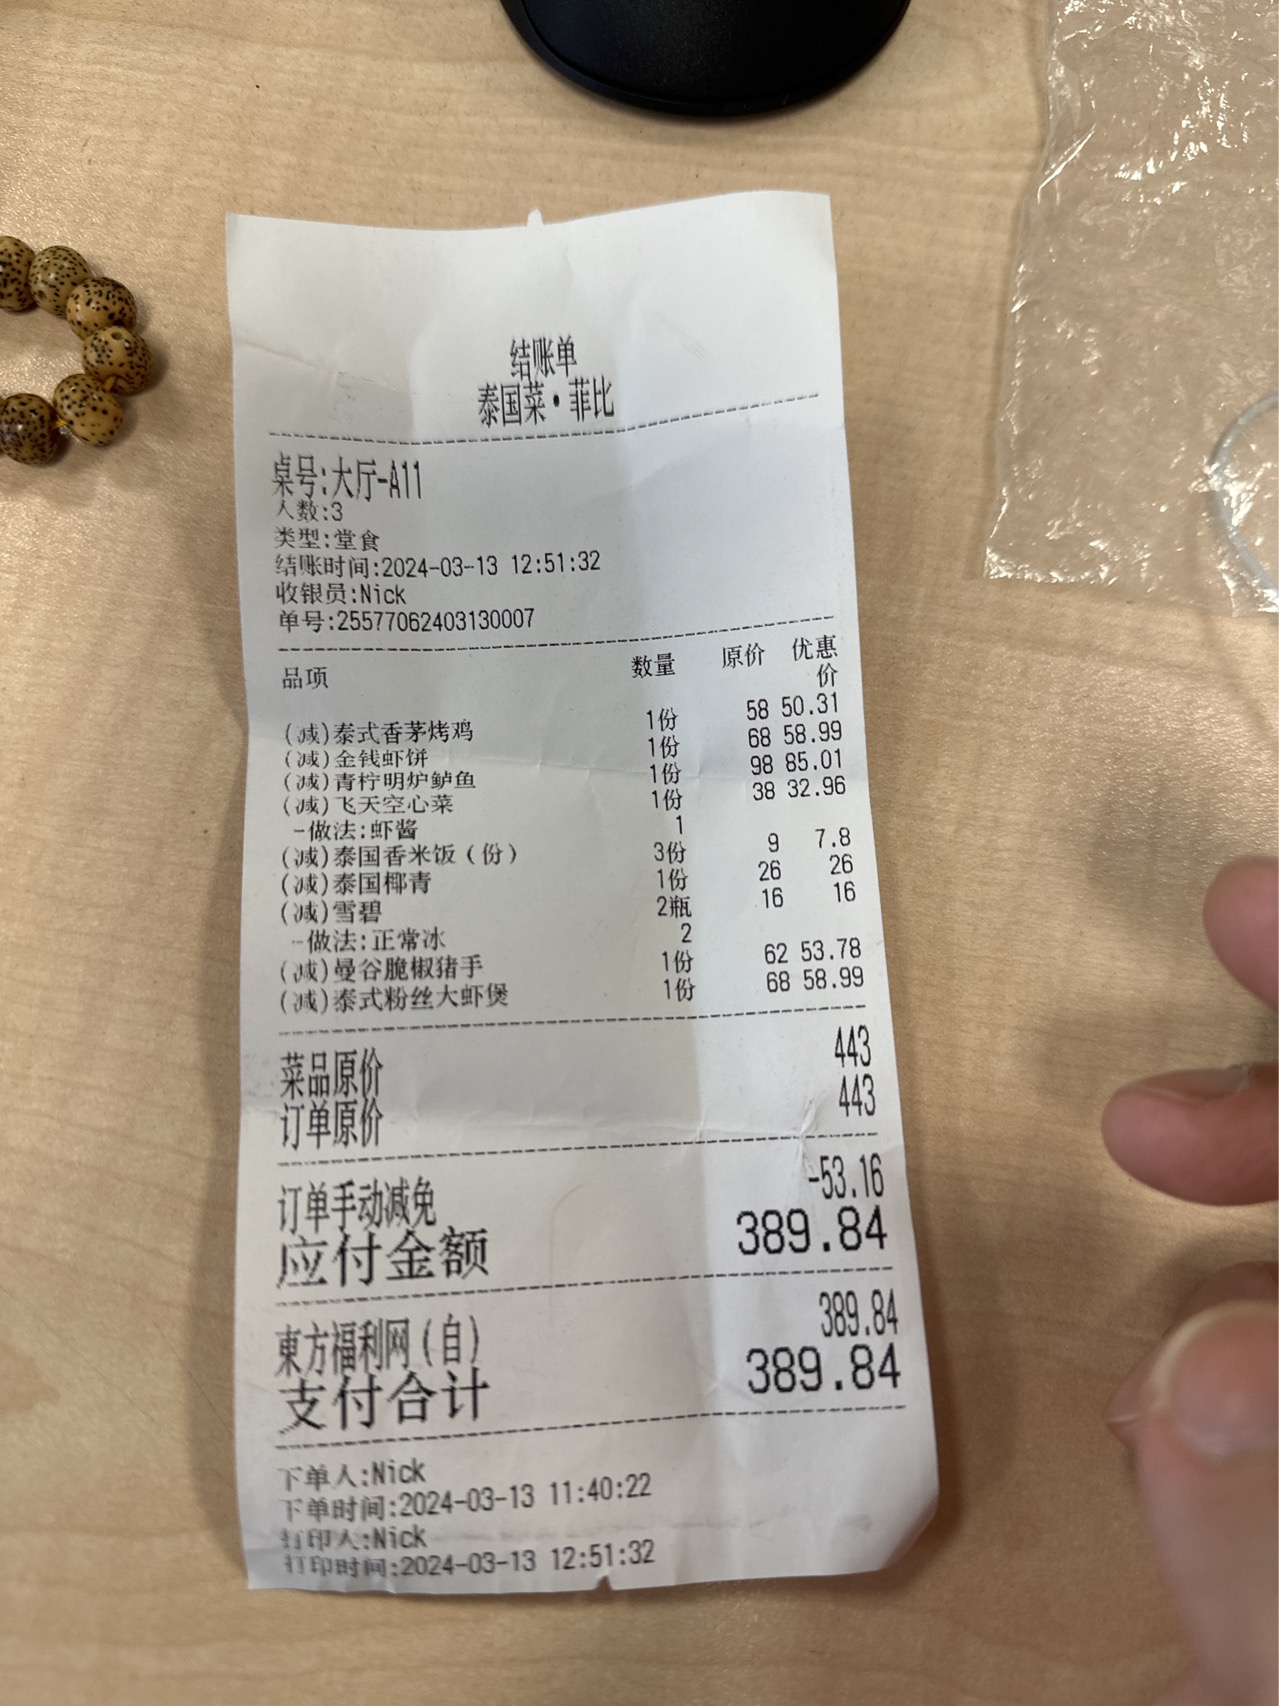 结账单
泰国菜·菲比
桌号:大厅-A11
人数:3
类型:堂食
结账时间:2024-03-13 12:51:32
收银员:Nick
单号:25577062403130007
品项 数量 原价 优惠价
(减)泰式香茅烤鸡 1份 58 50.31
(减)金钱虾饼 1份 68 58.99
(减)青柠明炉鲈鱼 1份 98 85.01
(减)飞天空心菜 1份 38 32.96
-做法:虾酱 1
(减)泰国香米饭(份) 3份 9 7.8
(减)泰国椰青 1份 26 26
(减)雪碧 2瓶 16 16
-做法:正常冰 2
(减)曼谷脆椒猪手 1份 62 53.78
(减)泰式粉丝大虾煲 1份 68 58.99
菜品原价 443
订单原价 443
订单手动减免 -53.16
应付金额 389.84
東方福利网(自) 389.84
支付合计 389.84
下单人:Nick
下单时间:2024-03-13 11:40:22
打印人:Nick
打印时间:2024-03-13 12:51:32